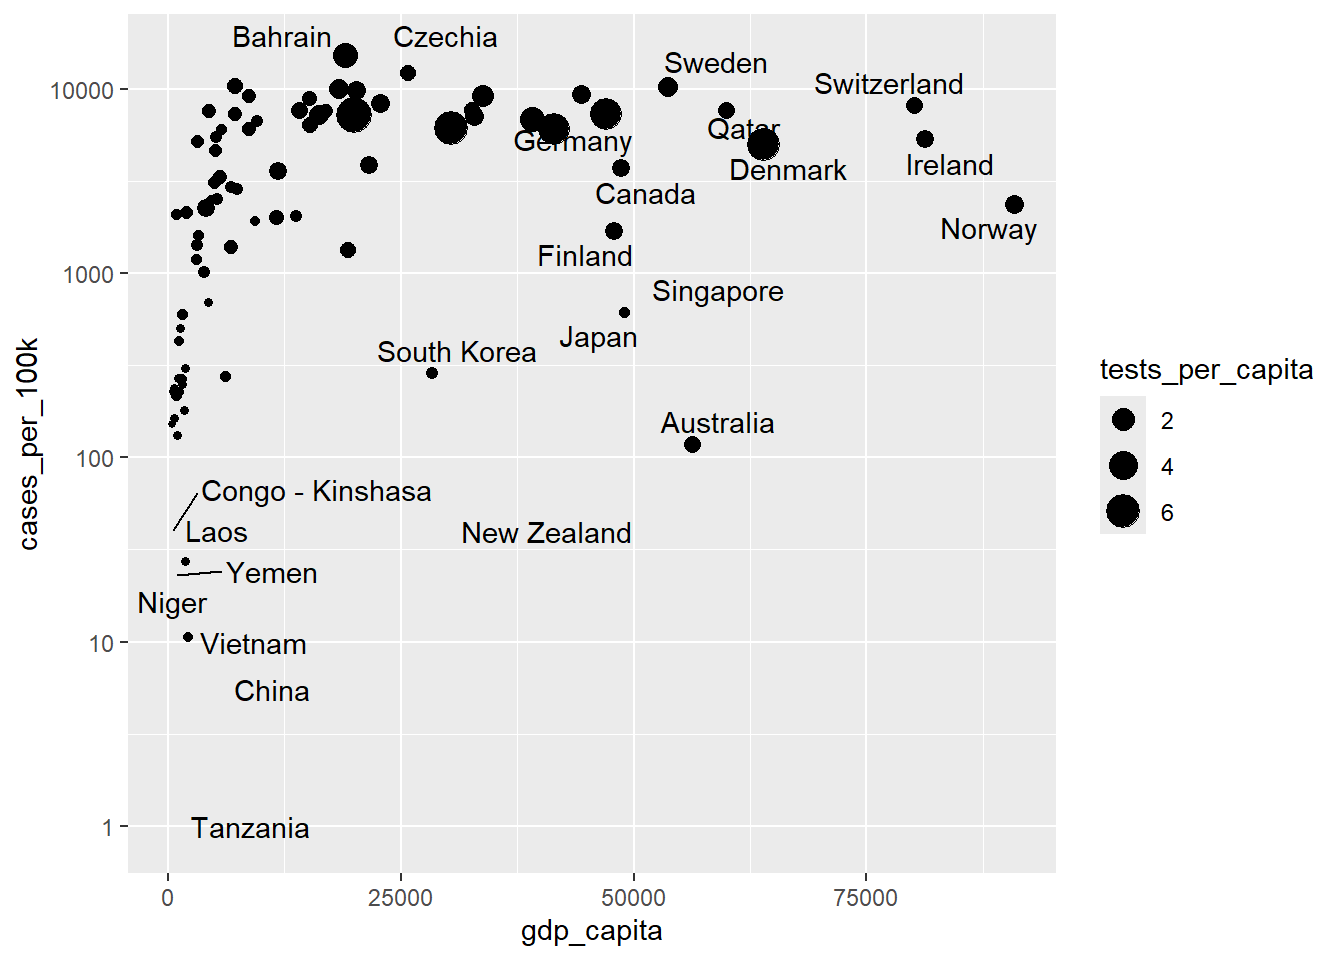 Bahrain
Czechia
Sweden
Switzerland
Qatar
Germany
Denmark
Ireland
Canada
Norway
Finland
Singapore
Japan
South Korea
Australia
Congo - Kinshasa
Laos
New Zealand
Yemen
Niger
Vietnam
China
Tanzania
10000
1000
100
10
1
cases_per_100k
0
25000
50000
75000
gdp_capita
tests_per_capita
2
4
6